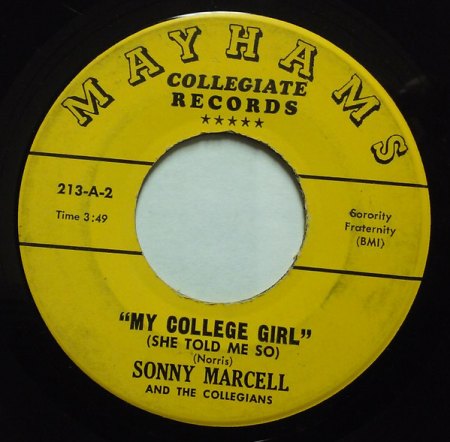 MAYHAMS
COLLEGIATE
RECORDS
★★★★★
213-A-2
Time 3:49
Sorority
Fraternity
(BMI)
"MY COLLEGE GIRL"
(SHE TOLD ME SO)
(Norris)
SONNY MARCELL
AND THE COLLEGIANS